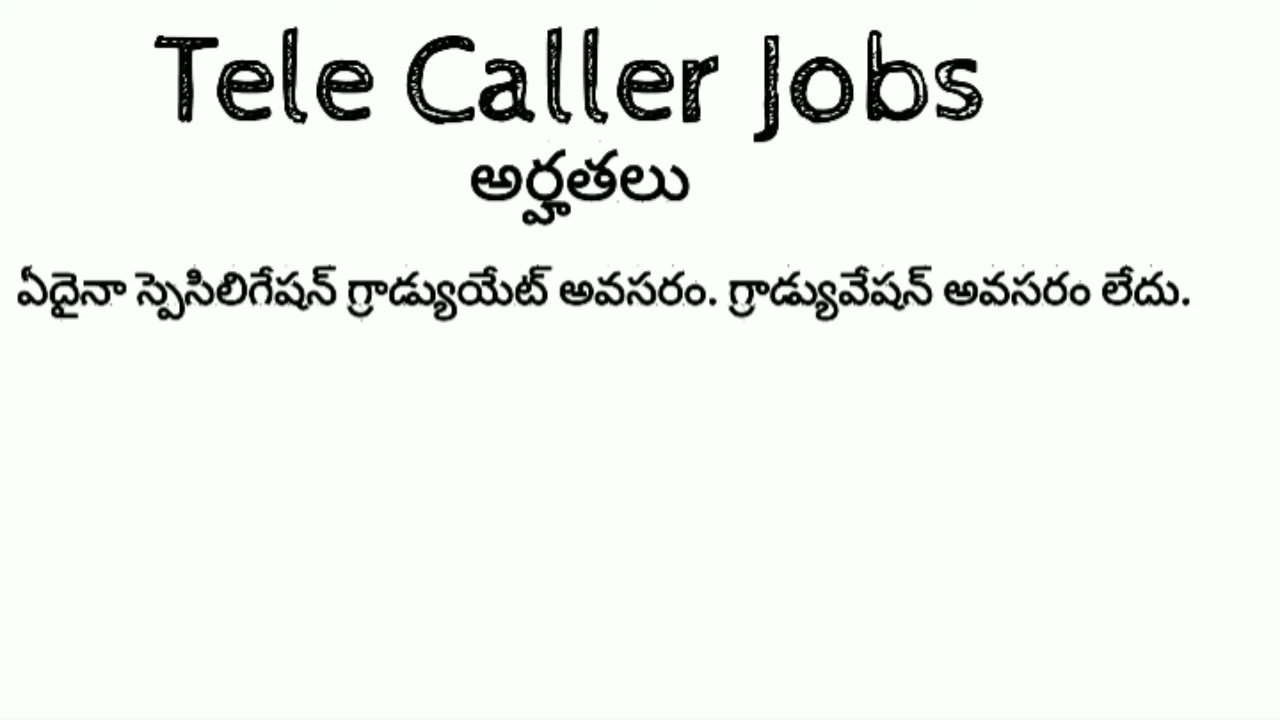 Tele Caller Jobs
అర్హతలు
ఏదైనా స్పెసిలిగేషన్ గ్రాడ్యుయేట్ అవసరం. గ్రాడ్యువేషన్ అవసరం లేదు.